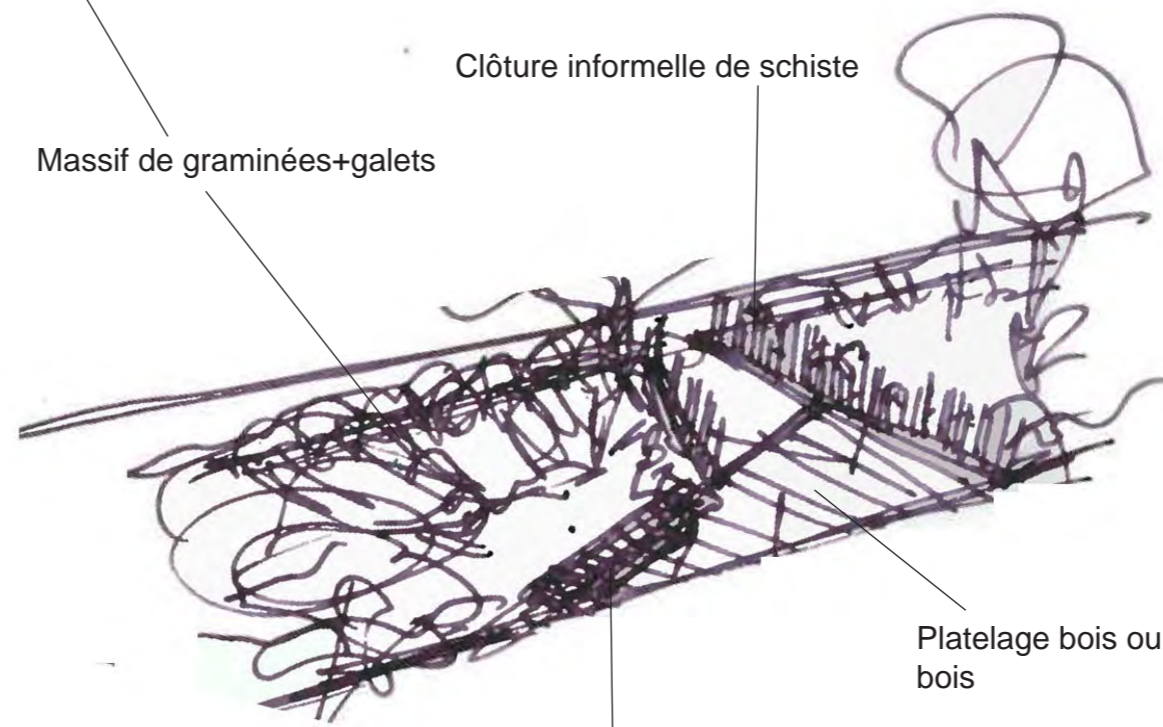 Clôture informelle de schiste
Massif de graminées+galets
Platelage bois ou
bois